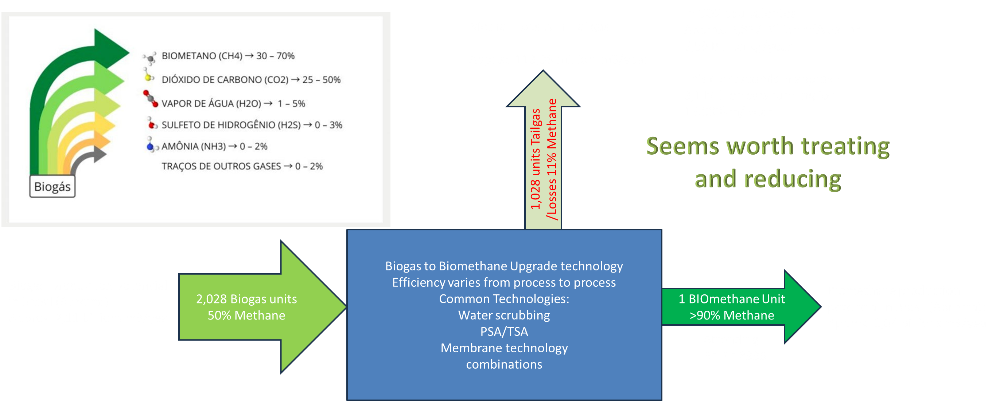 BIOMETANO (CH4) → 30 – 70%
DIÓXIDO DE CARBONO (CO2) → 25 – 50%
VAPOR DE ÁGUA (H2O) → 1 – 5%
SULFETO DE HIDROGÊNIO (H2S) → 0 – 3%
AMÔNIA (NH3) → 0 – 2%
TRAÇOS DE OUTROS GASES → 0 – 2%
Biogás
1,028 units Tailgas
/Losses 11% Methane
Seems worth treating
and reducing
2,028 Biogas units
50% Methane
Biogas to Biomethane Upgrade technology
Efficiency varies from process to process
Common Technologies:
Water scrubbing
PSA/TSA
Membrane technology
combinations
1 BIOmethane Unit
>90% Methane